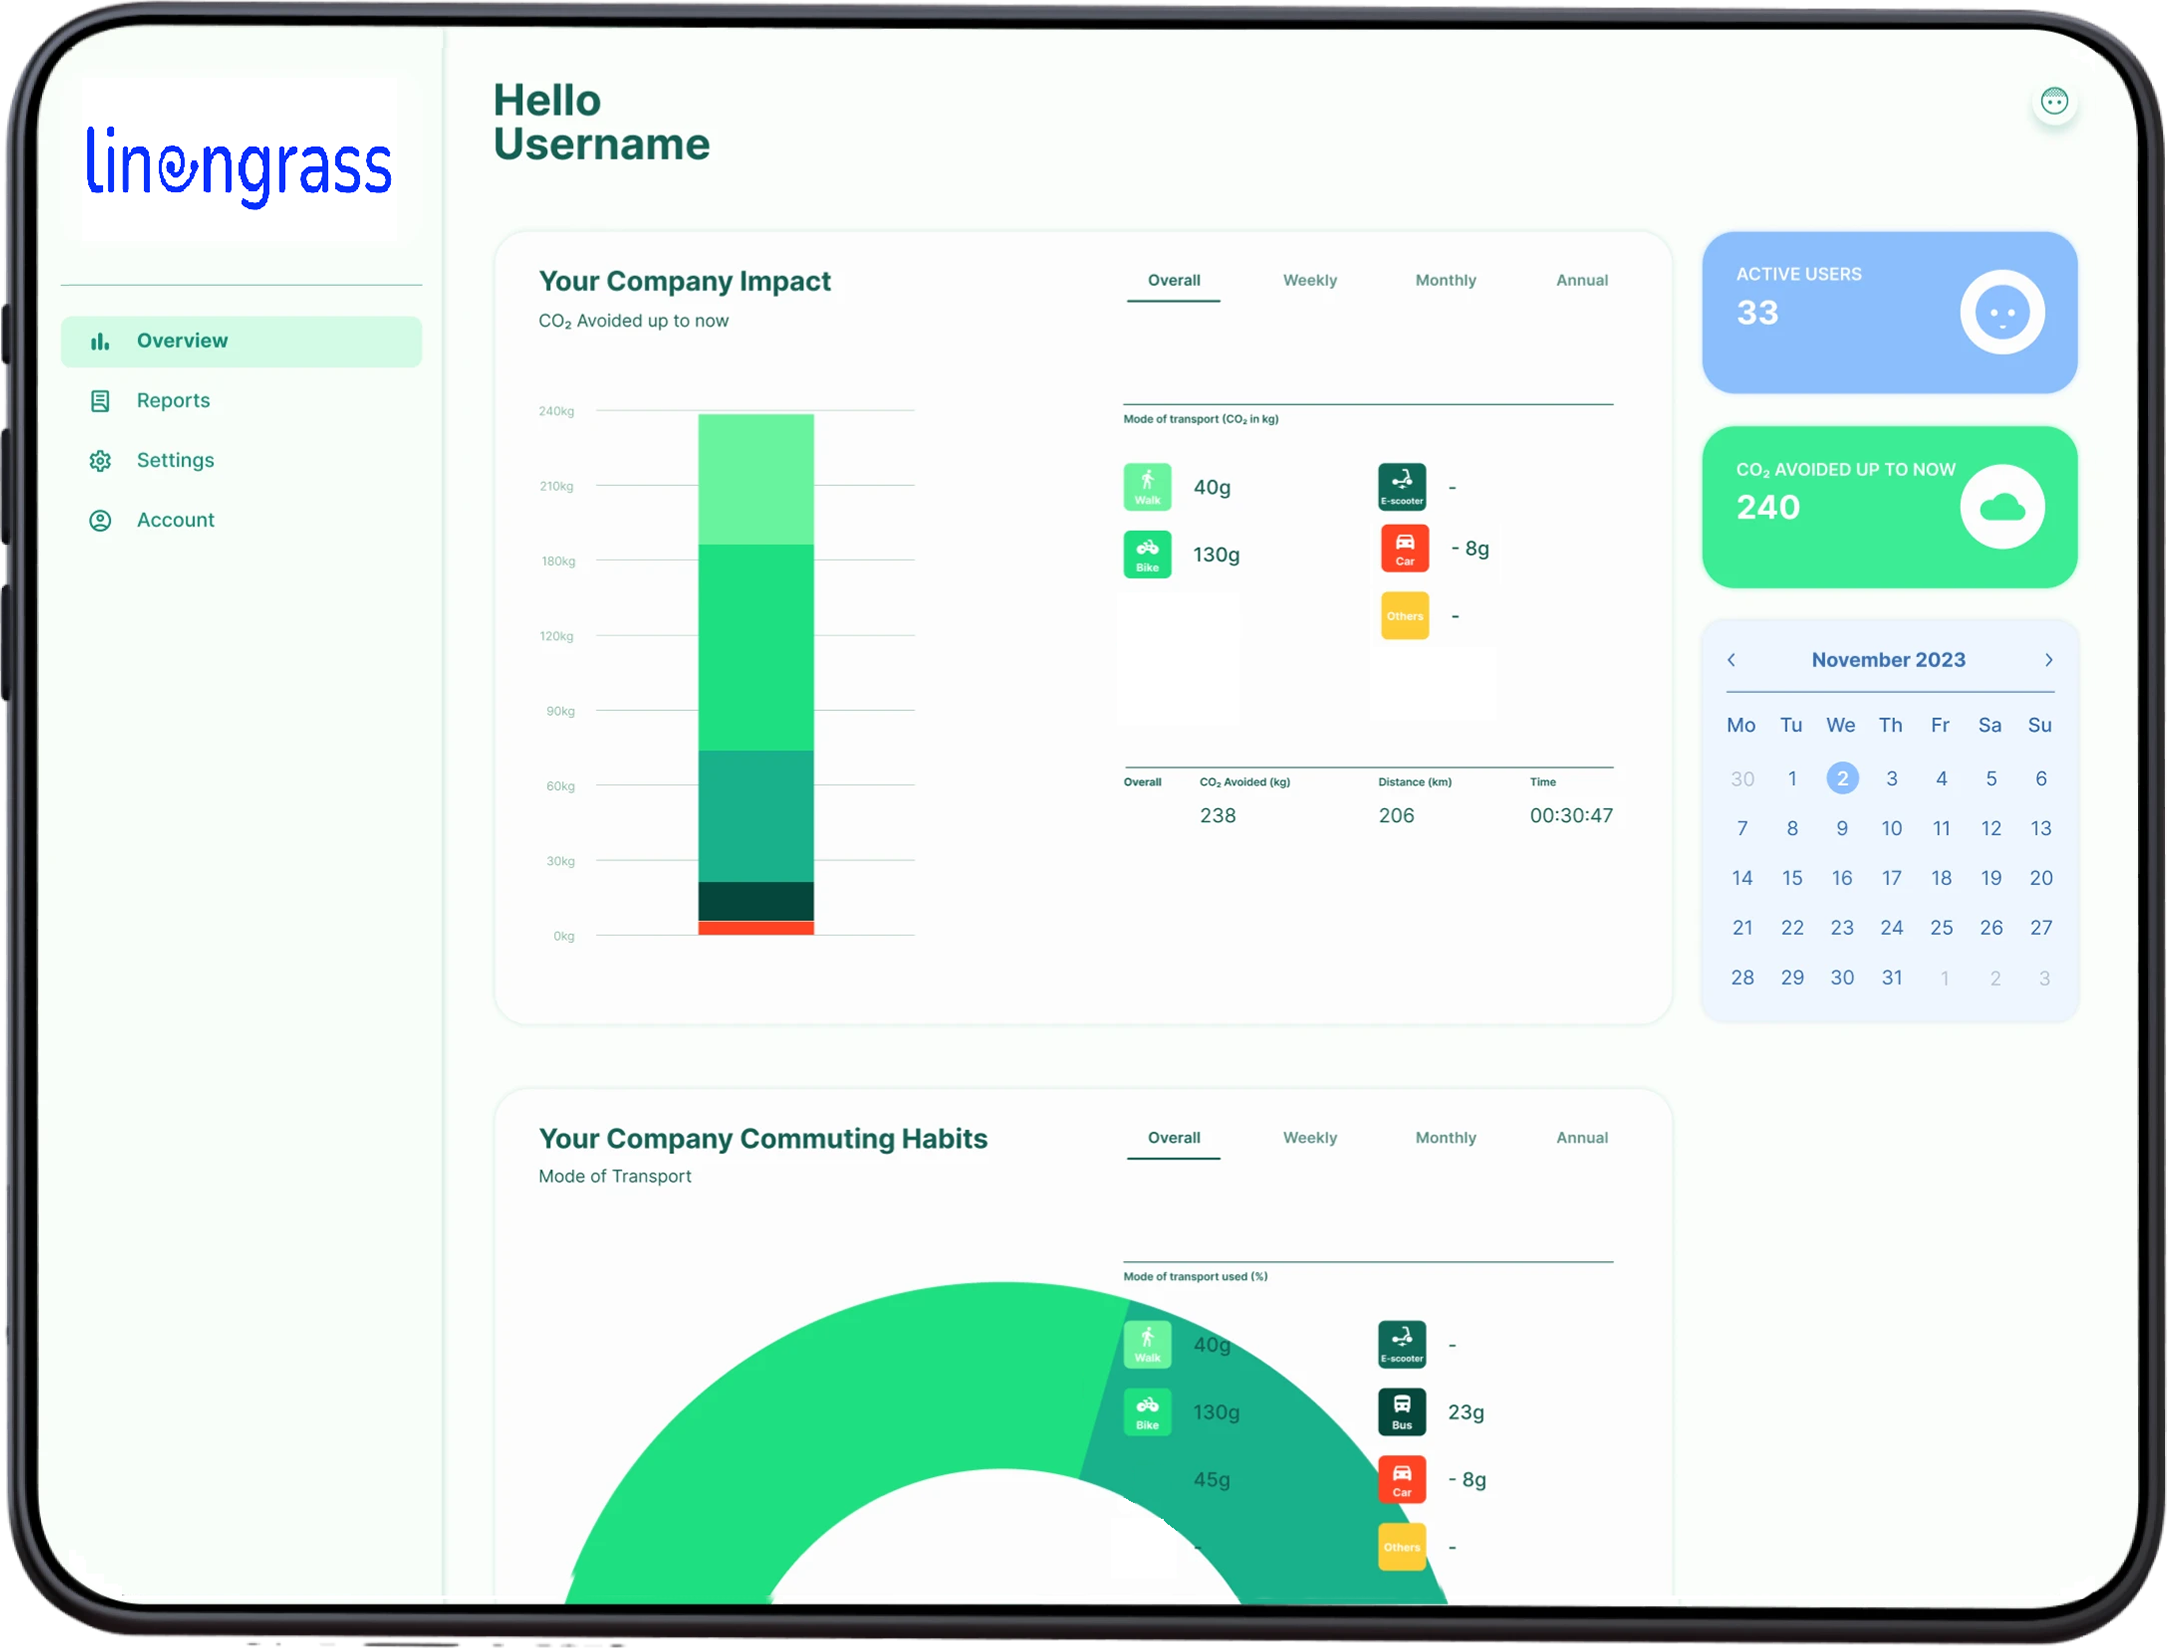 linengrass
Overview
Reports
Settings
Account
Hello
Username
Your Company Impact
CO₂ Avoided up to now
Overall Weekly Monthly Annual
240kg
210kg
180kg
120kg
90kg
60kg
30kg
0kg
Mode of transport (CO₂ in kg)
Walk 40g
E-scooter -
Bike 130g
Car - 8g
Others -
Overall CO₂ Avoided (kg) Distance (km) Time
238 206 00:30:47
ACTIVE USERS
33
CO₂ AVOIDED UP TO NOW
240
November 2023
Mo Tu We Th Fr Sa Su
30 1 2 3 4 5 6
7 8 9 10 11 12 13
14 15 16 17 18 19 20
21 22 23 24 25 26 27
28 29 30 31 1 2 3
Your Company Commuting Habits
Mode of Transport
Overall Weekly Monthly Annual
Mode of transport used (%)
Walk 40g
E-scooter -
Bike 130g
Bus 23g
45g
Car - 8g
-
Others -